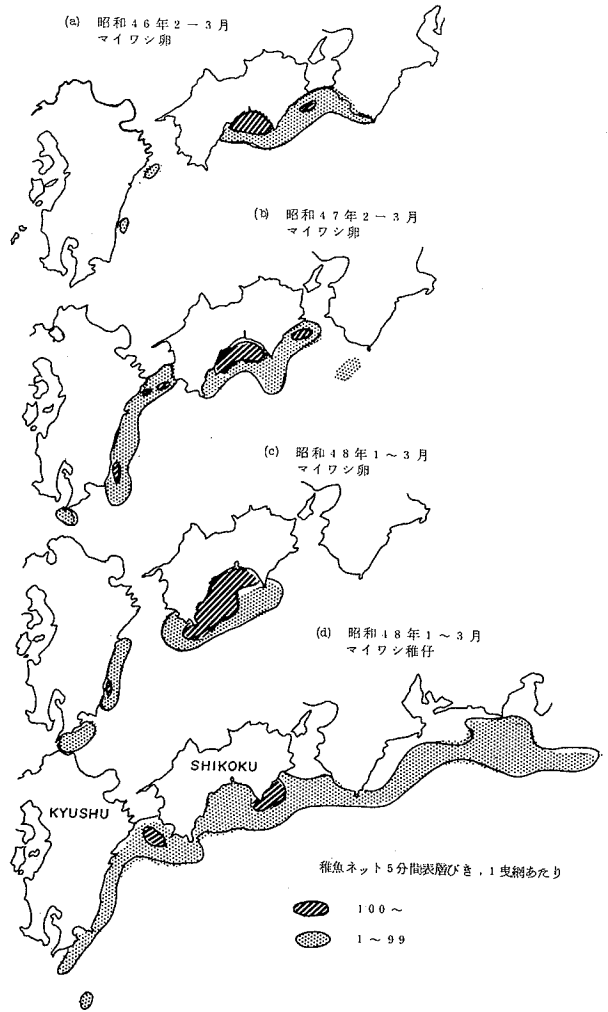 (a) 昭和46年2－3月
マイワシ卵
(b) 昭和47年2－3月
マイワシ卵
(c) 昭和48年1～3月
マイワシ卵
(d) 昭和48年1～3月
マイワシ稚仔
SHIKOKU
KYUSHU
稚魚ネット5分間表層びき，1曳網あたり
100～
1～99